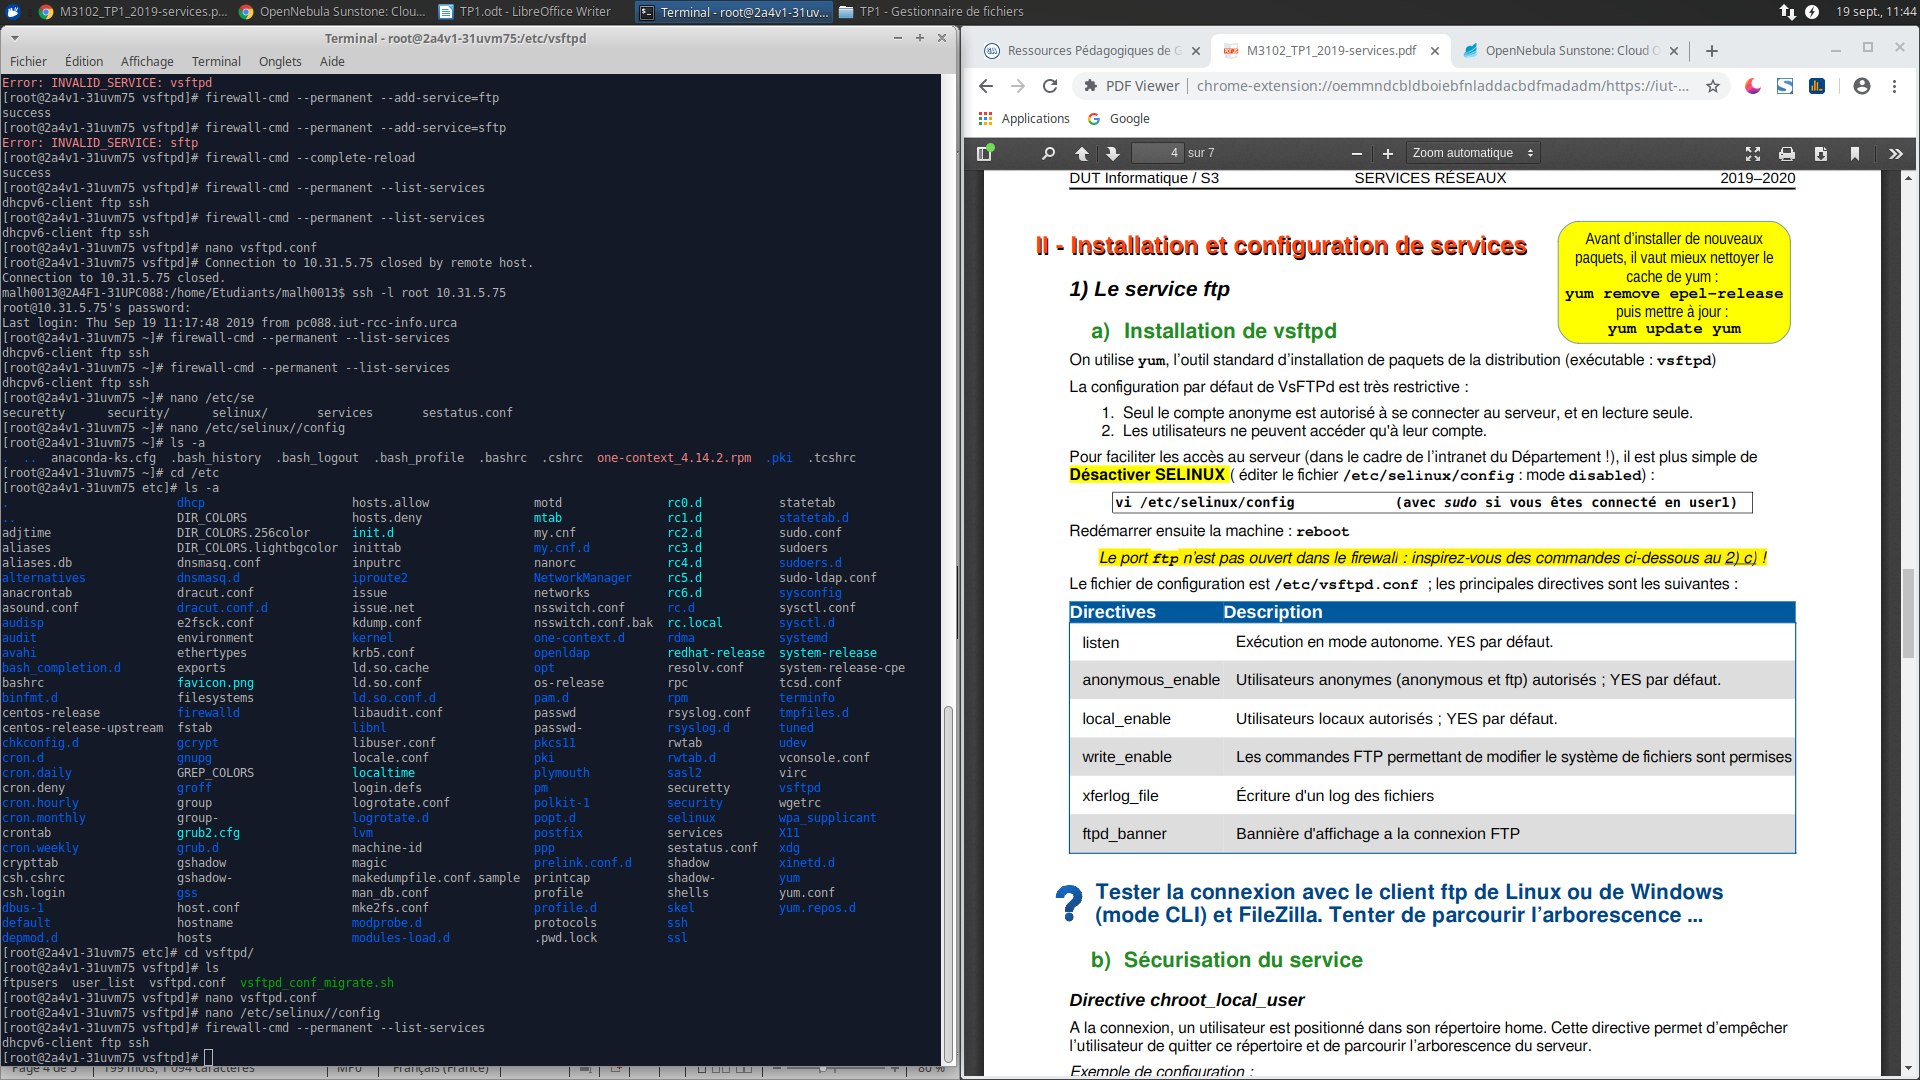 M3102_TP1_2019-services.p...
OpenNebula Sunstone: Clou...
TP1.odt - LibreOffice Writer
Terminal - root@2a4v1-31uv...
TP1 - Gestionnaire de fichiers
19 sept., 11:44
Terminal - root@2a4v1-31uvm75:/etc/vsftpd
Fichier Édition Affichage Terminal Onglets Aide
Error: INVALID_SERVICE: vsftpd
[root@2a4v1-31uvm75 vsftpd]# firewall-cmd --permanent --add-service=ftp
success
[root@2a4v1-31uvm75 vsftpd]# firewall-cmd --permanent --add-service=sftp
Error: INVALID_SERVICE: sftp
[root@2a4v1-31uvm75 vsftpd]# firewall-cmd --complete-reload
success
[root@2a4v1-31uvm75 vsftpd]# firewall-cmd --permanent --list-services
dhcpv6-client ftp ssh
[root@2a4v1-31uvm75 vsftpd]# firewall-cmd --permanent --list-services
dhcpv6-client ftp ssh
[root@2a4v1-31uvm75 vsftpd]# nano vsftpd.conf
[root@2a4v1-31uvm75 vsftpd]# Connection to 10.31.5.75 closed by remote host.
Connection to 10.31.5.75 closed.
malh0013@2A4F1-31UPC088:/home/Etudiants/malh0013$ ssh -l root 10.31.5.75
root@10.31.5.75's password:
Last login: Thu Sep 19 11:17:48 2019 from pc088.iut-rcc-info.urca
[root@2a4v1-31uvm75 ~]# firewall-cmd --permanent --list-services
dhcpv6-client ftp ssh
[root@2a4v1-31uvm75 ~]# firewall-cmd --permanent --list-services
dhcpv6-client ftp ssh
[root@2a4v1-31uvm75 ~]# nano /etc/se
securetty security/ selinux/ services sestatus.conf
[root@2a4v1-31uvm75 ~]# nano /etc/selinux//config
[root@2a4v1-31uvm75 ~]# ls -a
. .. anaconda-ks.cfg .bash_history .bash_logout .bash_profile .bashrc .cshrc one-context_4.14.2.rpm .pki .tcshrc
[root@2a4v1-31uvm75 ~]# cd /etc
[root@2a4v1-31uvm75 etc]# ls -a
. dhcp hosts.allow motd rc0.d statetab
.. DIR_COLORS hosts.deny mtab rc1.d statetab.d
adjtime DIR_COLORS.256color init.d my.cnf rc2.d sudo.conf
aliases DIR_COLORS.lightbgcolor inittab my.cnf.d rc3.d sudoers
aliases.db dnsmasq.conf inputrc nanorc rc4.d sudoers.d
alternatives dnsmasq.d iproute2 NetworkManager rc5.d sudo-ldap.conf
anacrontab dracut.conf issue networks rc6.d sysconfig
asound.conf dracut.conf.d issue.net nsswitch.conf rc.d sysctl.conf
audisp e2fsck.conf kdump.conf nsswitch.conf.bak rc.local sysctl.d
audit environment kernel one-context.d rdma systemd
avahi ethertypes krb5.conf openldap redhat-release system-release
bash_completion.d exports ld.so.cache opt resolv.conf system-release-cpe
bashrc favicon.png ld.so.conf os-release rpc tcsd.conf
binfmt.d filesystems ld.so.conf.d pam.d rpm terminfo
centos-release firewalld libaudit.conf passwd rsyslog.conf tmpfiles.d
centos-release-upstream fstab libnl passwd- rsyslog.d tuned
chkconfig.d gcrypt libuser.conf pkcs11 rwtab udev
cron.d gnupg locale.conf pki rwtab.d vconsole.conf
cron.daily GREP_COLORS localtime plymouth sasl2 virc
cron.deny groff login.defs pm securetty vsftpd
cron.hourly group logrotate.conf polkit-1 security wgetrc
cron.monthly group- logrotate.d popt.d selinux wpa_supplicant
crontab grub2.cfg lvm postfix services X11
cron.weekly grub.d machine-id ppp sestatus.conf xdg
crypttab gshadow magic prelink.conf.d shadow xinetd.d
csh.cshrc gshadow- makedumpfile.conf.sample printcap shadow- yum
csh.login gss man_db.conf profile shells yum.conf
dbus-1 host.conf mke2fs.conf profile.d skel yum.repos.d
default hostname modprobe.d protocols ssh
depmod.d hosts modules-load.d .pwd.lock ssl
[root@2a4v1-31uvm75 etc]# cd vsftpd/
[root@2a4v1-31uvm75 vsftpd]# ls
ftpusers user_list vsftpd.conf vsftpd_conf_migrate.sh
[root@2a4v1-31uvm75 vsftpd]# nano vsftpd.conf
[root@2a4v1-31uvm75 vsftpd]# nano /etc/selinux//config
[root@2a4v1-31uvm75 vsftpd]# firewall-cmd --permanent --list-services
dhcpv6-client ftp ssh
[root@2a4v1-31uvm75 vsftpd]#
Ressources Pédagogiques de G
M3102_TP1_2019-services.pdf
OpenNebula Sunstone: Cloud O
PDF Viewer
chrome-extension://oemmndcbldboiebfnladdacbdfmadadm/https://iut-...
Applications Google
4 sur 7
Zoom automatique
DUT Informatique / S3 SERVICES RÉSEAUX 2019–2020
II - Installation et configuration de services
Avant d'installer de nouveaux
paquets, il vaut mieux nettoyer le
cache de yum :
yum remove epel-release
puis mettre à jour :
yum update yum
1) Le service ftp
a) Installation de vsftpd
On utilise yum, l'outil standard d'installation de paquets de la distribution (exécutable : vsftpd)
La configuration par défaut de VsFTPd est très restrictive :
1. Seul le compte anonyme est autorisé à se connecter au serveur, et en lecture seule.
2. Les utilisateurs ne peuvent accéder qu'à leur compte.
Pour faciliter les accès au serveur (dans le cadre de l'intranet du Département !), il est plus simple de
Désactiver SELINUX ( éditer le fichier /etc/selinux/config : mode disabled) :
vi /etc/selinux/config (avec sudo si vous êtes connecté en user1)
Redémarrer ensuite la machine : reboot
Le port ftp n'est pas ouvert dans le firewall : inspirez-vous des commandes ci-dessous au 2) c) !
Le fichier de configuration est /etc/vsftpd.conf ; les principales directives sont les suivantes :
Directives Description
listen Exécution en mode autonome. YES par défaut.
anonymous_enable Utilisateurs anonymes (anonymous et ftp) autorisés ; YES par défaut.
local_enable Utilisateurs locaux autorisés ; YES par défaut.
write_enable Les commandes FTP permettant de modifier le système de fichiers sont permises
xferlog_file Écriture d'un log des fichiers
ftpd_banner Bannière d'affichage a la connexion FTP
? Tester la connexion avec le client ftp de Linux ou de Windows
(mode CLI) et FileZilla. Tenter de parcourir l'arborescence ...
b) Sécurisation du service
Directive chroot_local_user
A la connexion, un utilisateur est positionné dans son répertoire home. Cette directive permet d'empêcher
l'utilisateur de quitter ce répertoire et de parcourir l'arborescence du serveur.
Exemple de configuration :